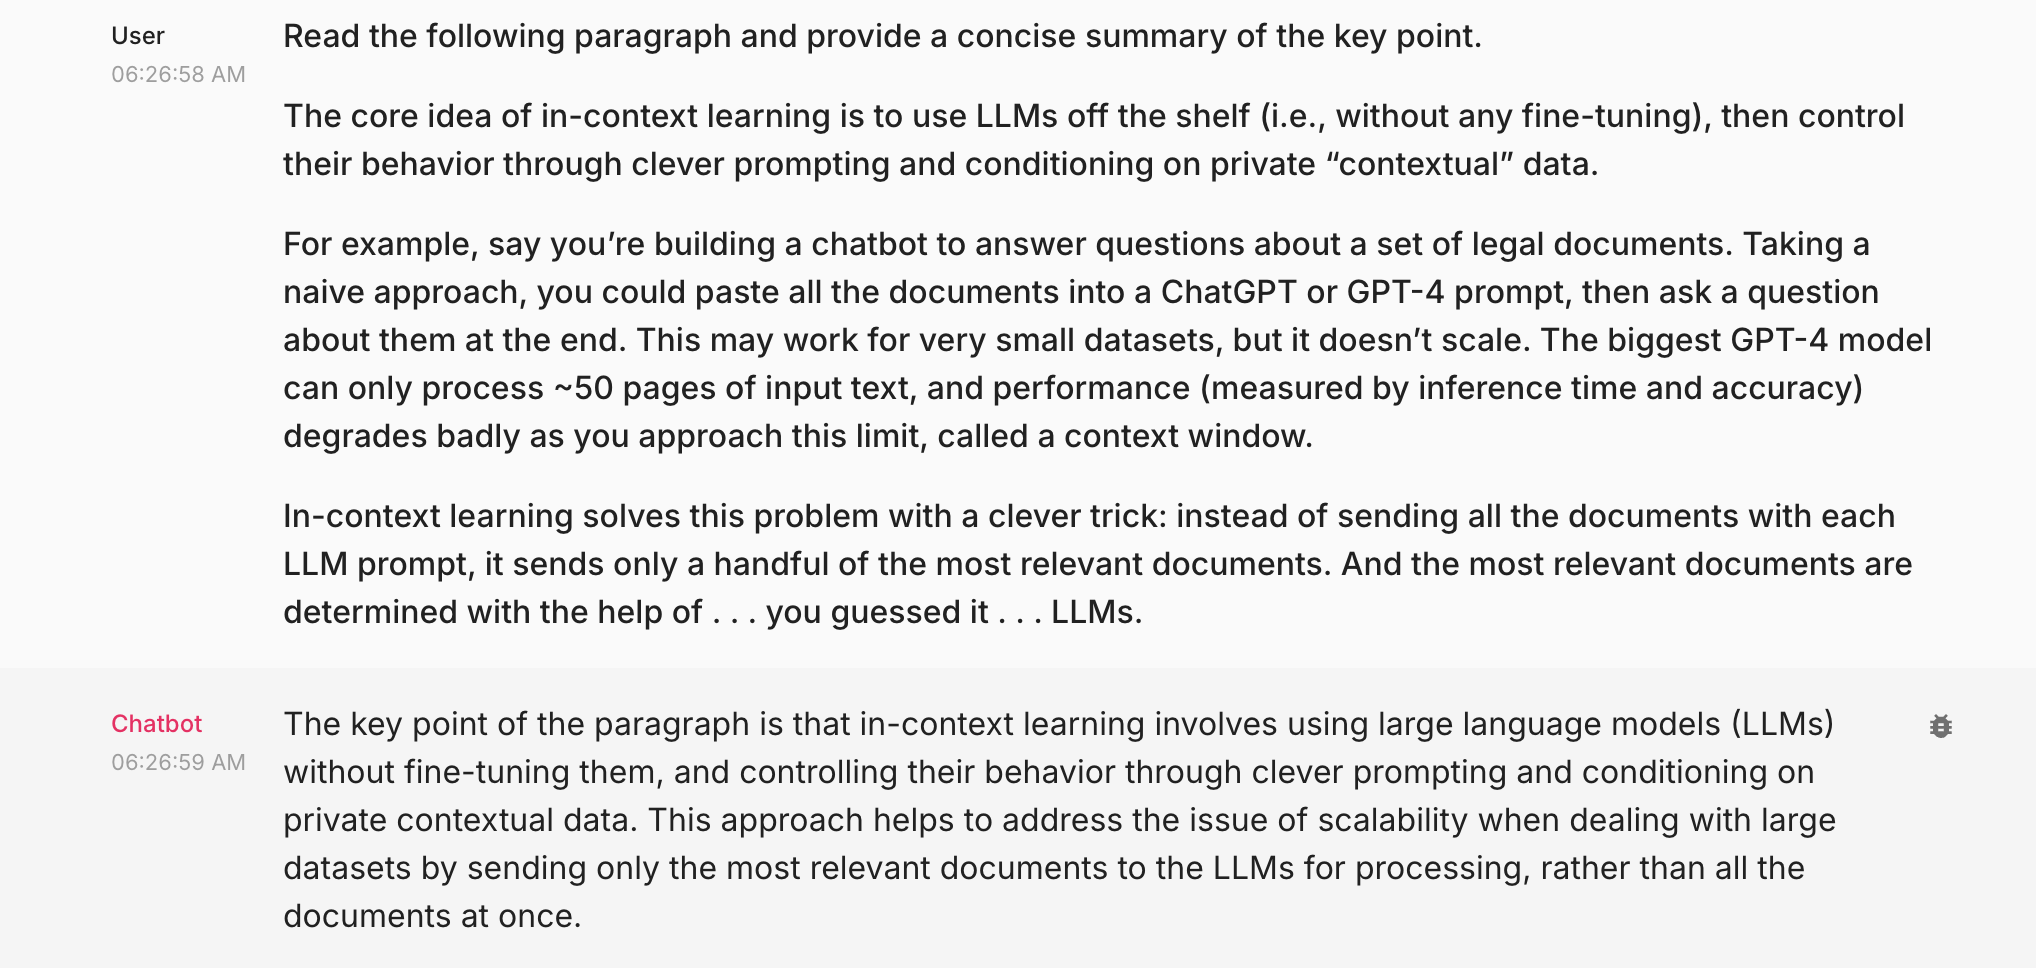 User
06:26:58 AM
Read the following paragraph and provide a concise summary of the key point.
The core idea of in-context learning is to use LLMs off the shelf (i.e., without any fine-tuning), then control
their behavior through clever prompting and conditioning on private “contextual” data.
For example, say you’re building a chatbot to answer questions about a set of legal documents. Taking a
naive approach, you could paste all the documents into a ChatGPT or GPT-4 prompt, then ask a question
about them at the end. This may work for very small datasets, but it doesn’t scale. The biggest GPT-4 model
can only process ~50 pages of input text, and performance (measured by inference time and accuracy)
degrades badly as you approach this limit, called a context window.
In-context learning solves this problem with a clever trick: instead of sending all the documents with each
LLM prompt, it sends only a handful of the most relevant documents. And the most relevant documents are
determined with the help of . . . you guessed it . . . LLMs.
Chatbot
06:26:59 AM
The key point of the paragraph is that in-context learning involves using large language models (LLMs)
without fine-tuning them, and controlling their behavior through clever prompting and conditioning on
private contextual data. This approach helps to address the issue of scalability when dealing with large
datasets by sending only the most relevant documents to the LLMs for processing, rather than all the
documents at once.